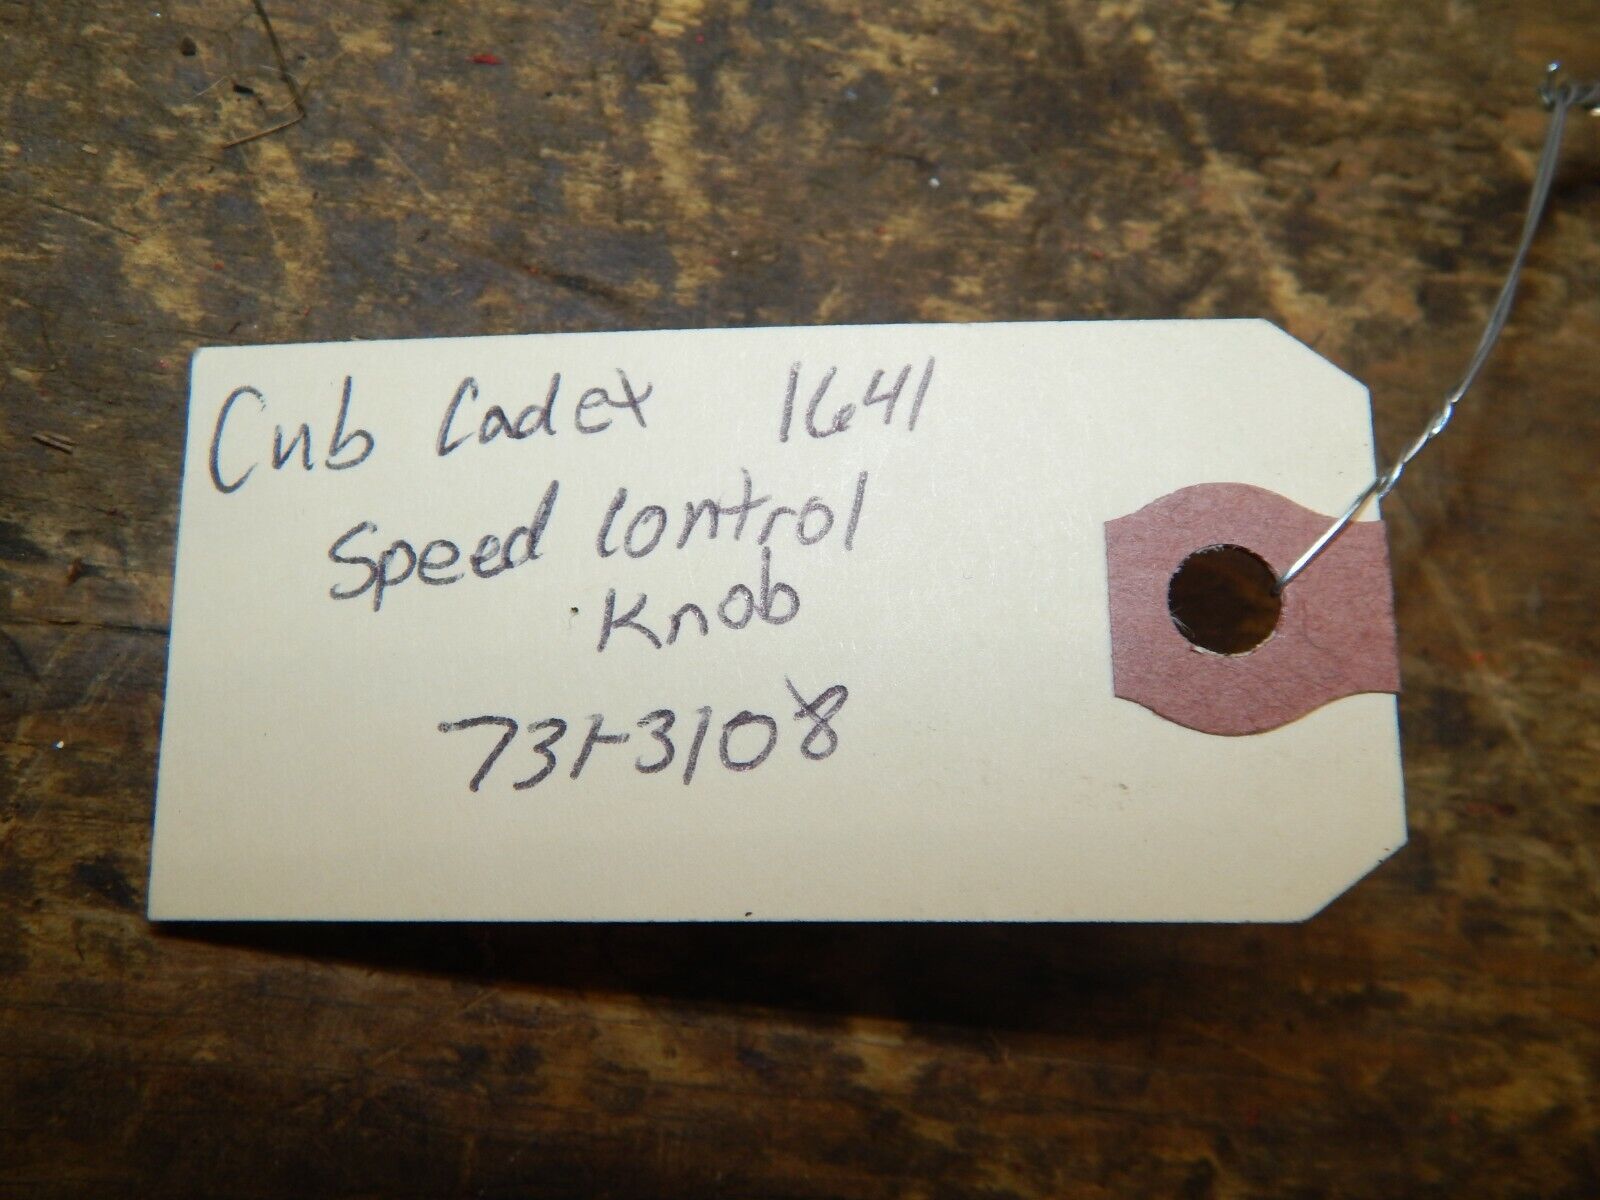 Cub Cadet 1641
Speed Control
Knob
731-3108